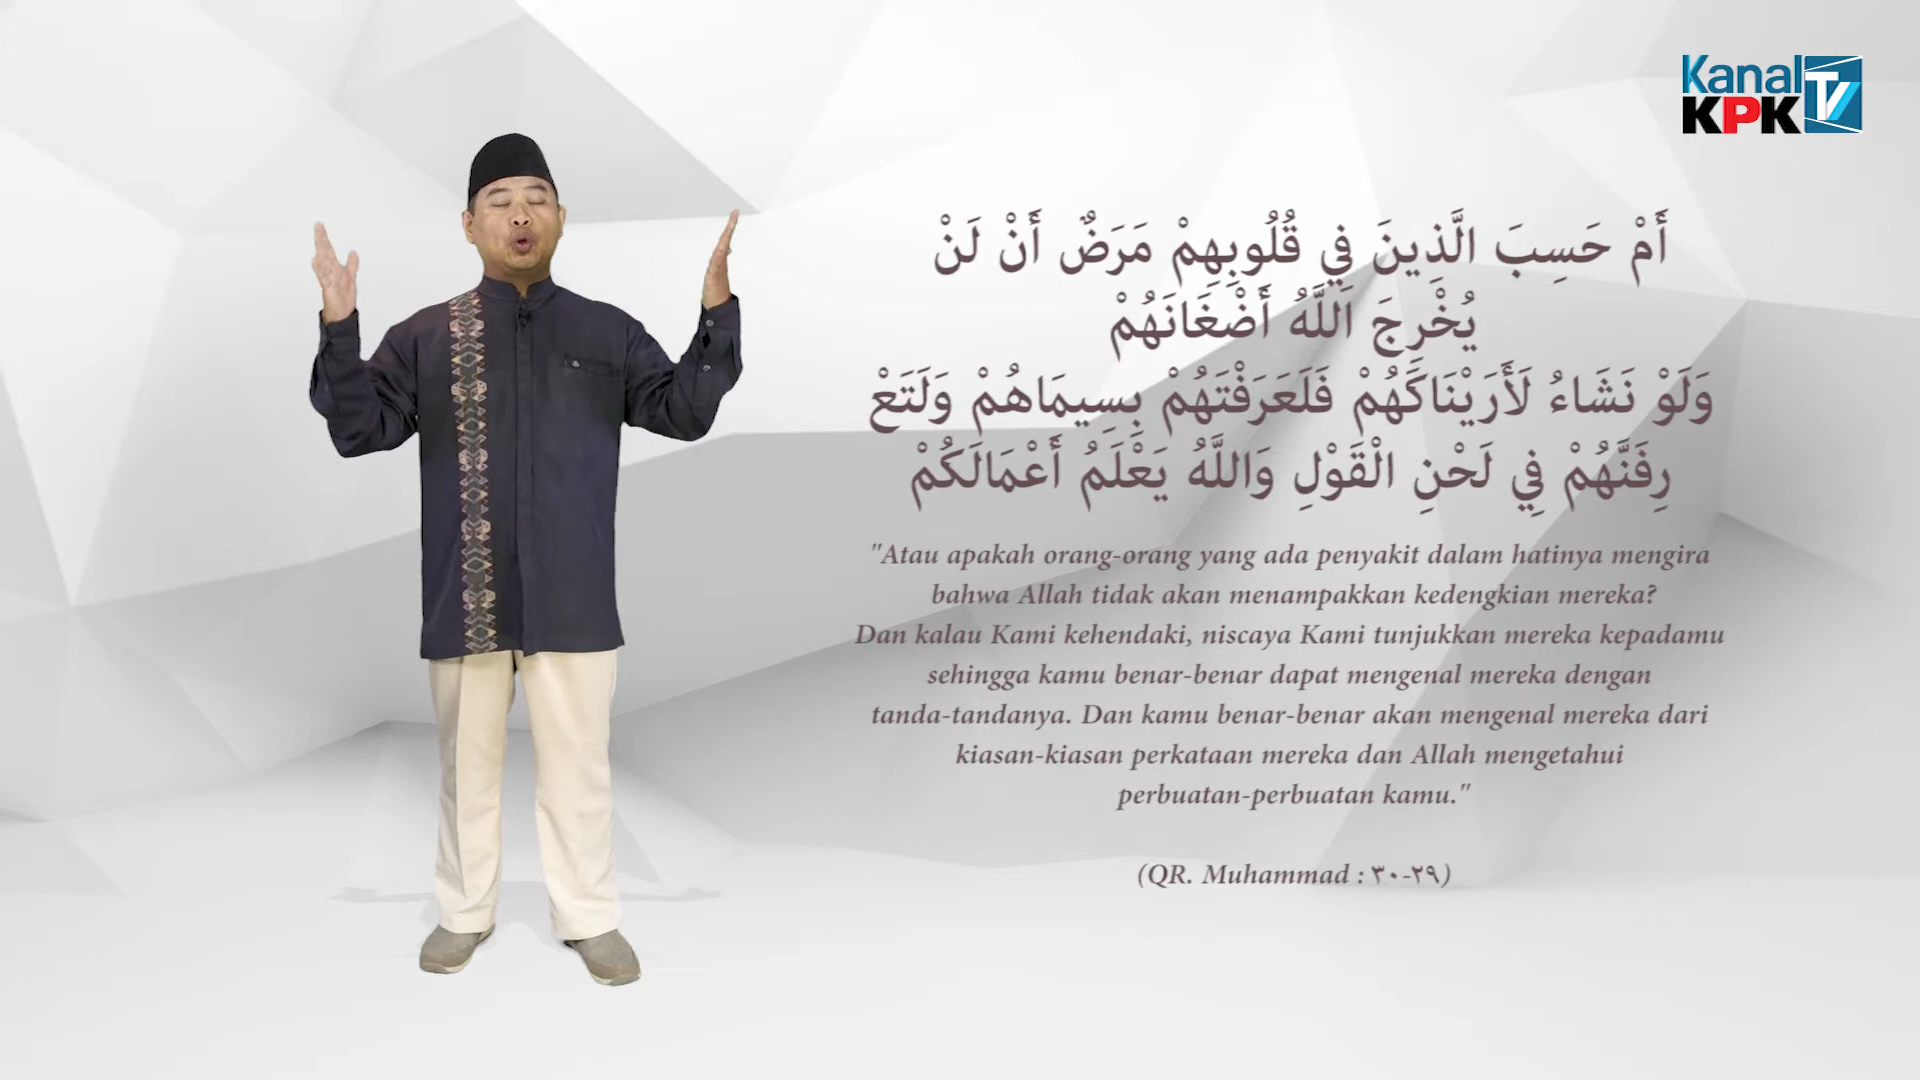 Kanal
KPK TV
أَمْ حَسِبَ الَّذِينَ فِي قُلُوبِهِمْ مَرَضٌ أَنْ لَنْ
يُخْرِجَ اللَّهُ أَضْغَانَهُمْ
وَلَوْ نَشَاءُ لَأَرَيْنَاكَهُمْ فَلَعَرَفْتَهُمْ بِسِيمَاهُمْ وَلَتَعْ
رِفَنَّهُمْ فِي لَحْنِ الْقَوْلِ وَاللَّهُ يَعْلَمُ أَعْمَالَكُمْ
"Atau apakah orang-orang yang ada penyakit dalam hatinya mengira
bahwa Allah tidak akan menampakkan kedengkian mereka?
Dan kalau Kami kehendaki, niscaya Kami tunjukkan mereka kepadamu
sehingga kamu benar-benar dapat mengenal mereka dengan
tanda-tandanya. Dan kamu benar-benar akan mengenal mereka dari
kiasan-kiasan perkataan mereka dan Allah mengetahui
perbuatan-perbuatan kamu."
(QR. Muhammad : ٣٠-٢٩)